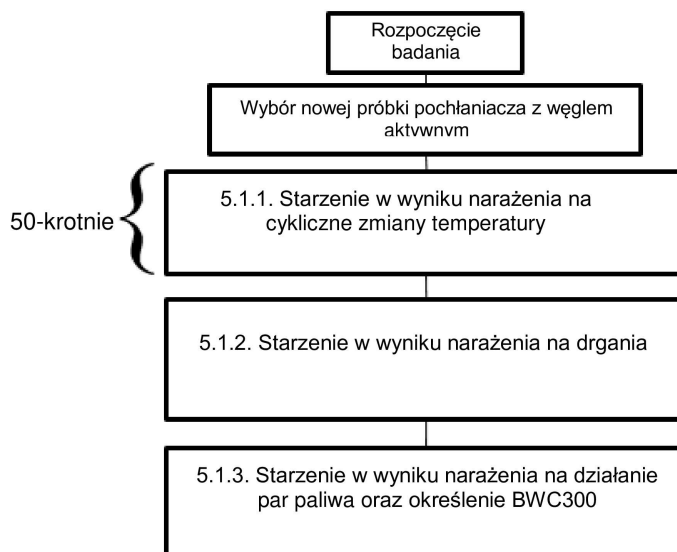 Rozpoczęcie
badania
Wybór nowej próbki pochłaniacza z węglem
aktywnym
50-krotnie
5.1.1. Starzenie w wyniku narażenia na
cykliczne zmiany temperatury
5.1.2. Starzenie w wyniku narażenia na drgania
5.1.3. Starzenie w wyniku narażenia na działanie
par paliwa oraz określenie BWC300